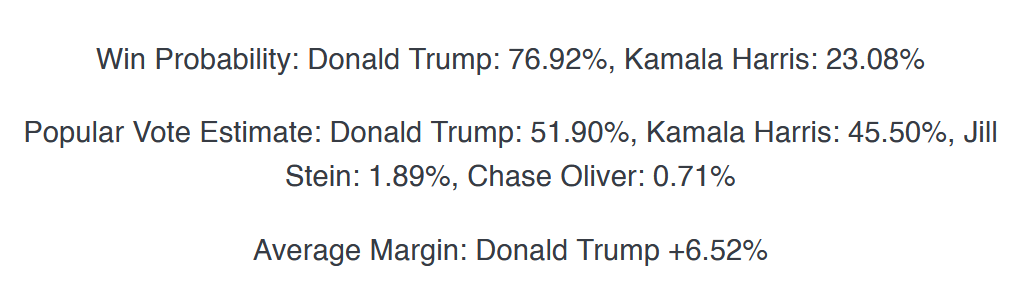 Win Probability: Donald Trump: 76.92%, Kamala Harris: 23.08%
Popular Vote Estimate: Donald Trump: 51.90%, Kamala Harris: 45.50%, Jill
Stein: 1.89%, Chase Oliver: 0.71%
Average Margin: Donald Trump +6.52%